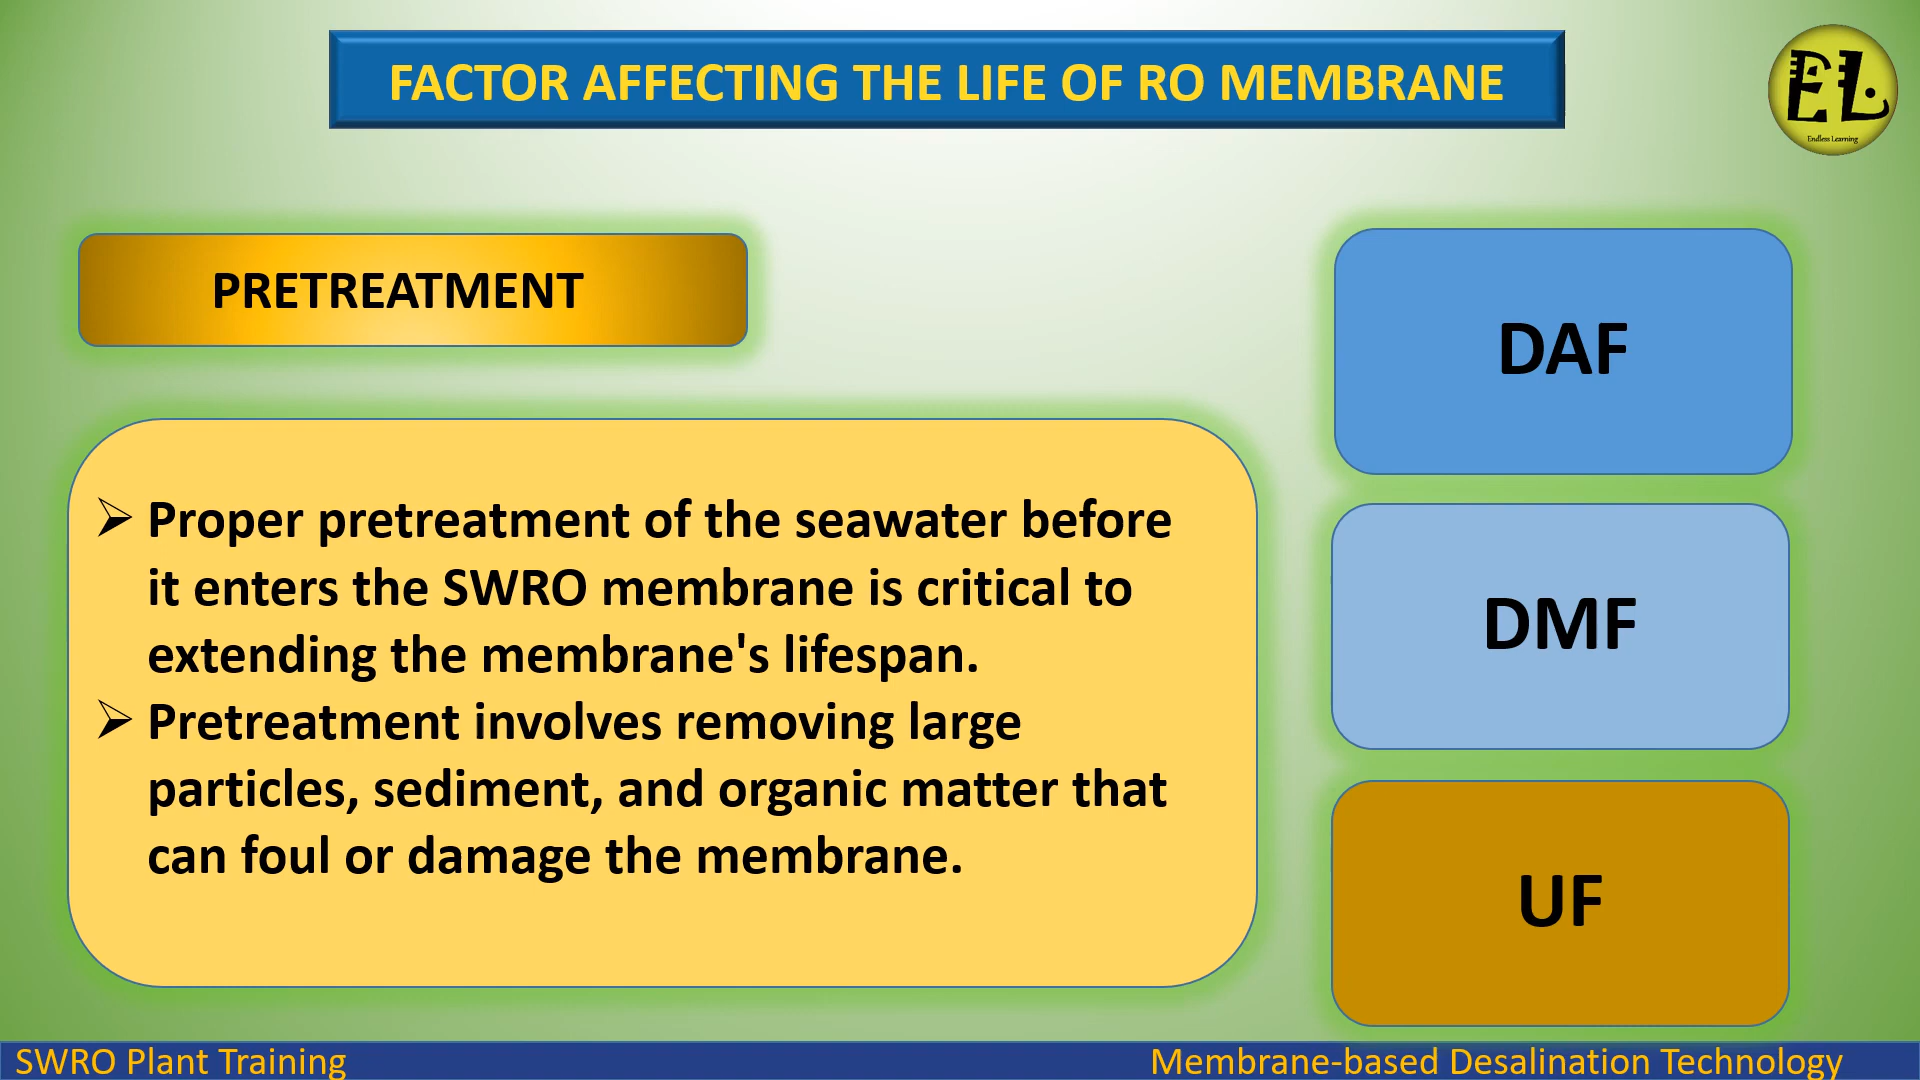 FACTOR AFFECTING THE LIFE OF RO MEMBRANE
EL
Endless Learning
PRETREATMENT
➢ Proper pretreatment of the seawater before
it enters the SWRO membrane is critical to
extending the membrane's lifespan.
➢ Pretreatment involves removing large
particles, sediment, and organic matter that
can foul or damage the membrane.
DAF
DMF
UF
SWRO Plant Training
Membrane-based Desalination Technology